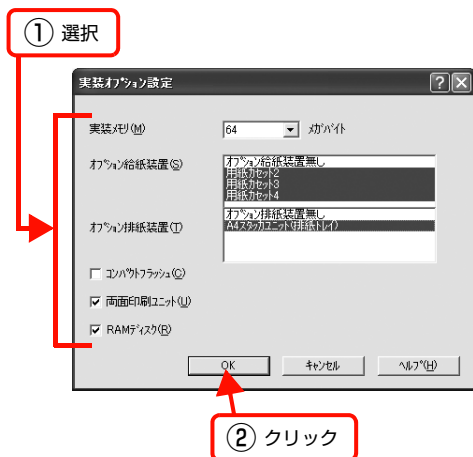 ① 選択
実装オプション設定
実装メモリ(M) 64 メガバイト
オプション給紙装置(S) オプション給紙装置無し
用紙カセット2
用紙カセット3
用紙カセット4
オプション排紙装置(T) オプション排紙装置無し
A4スタッカユニット(排紙トレイ)
コンパクトフラッシュ(C)
両面印刷ユニット(U)
RAMディスク(R)
OK キャンセル ヘルプ(H)
② クリック